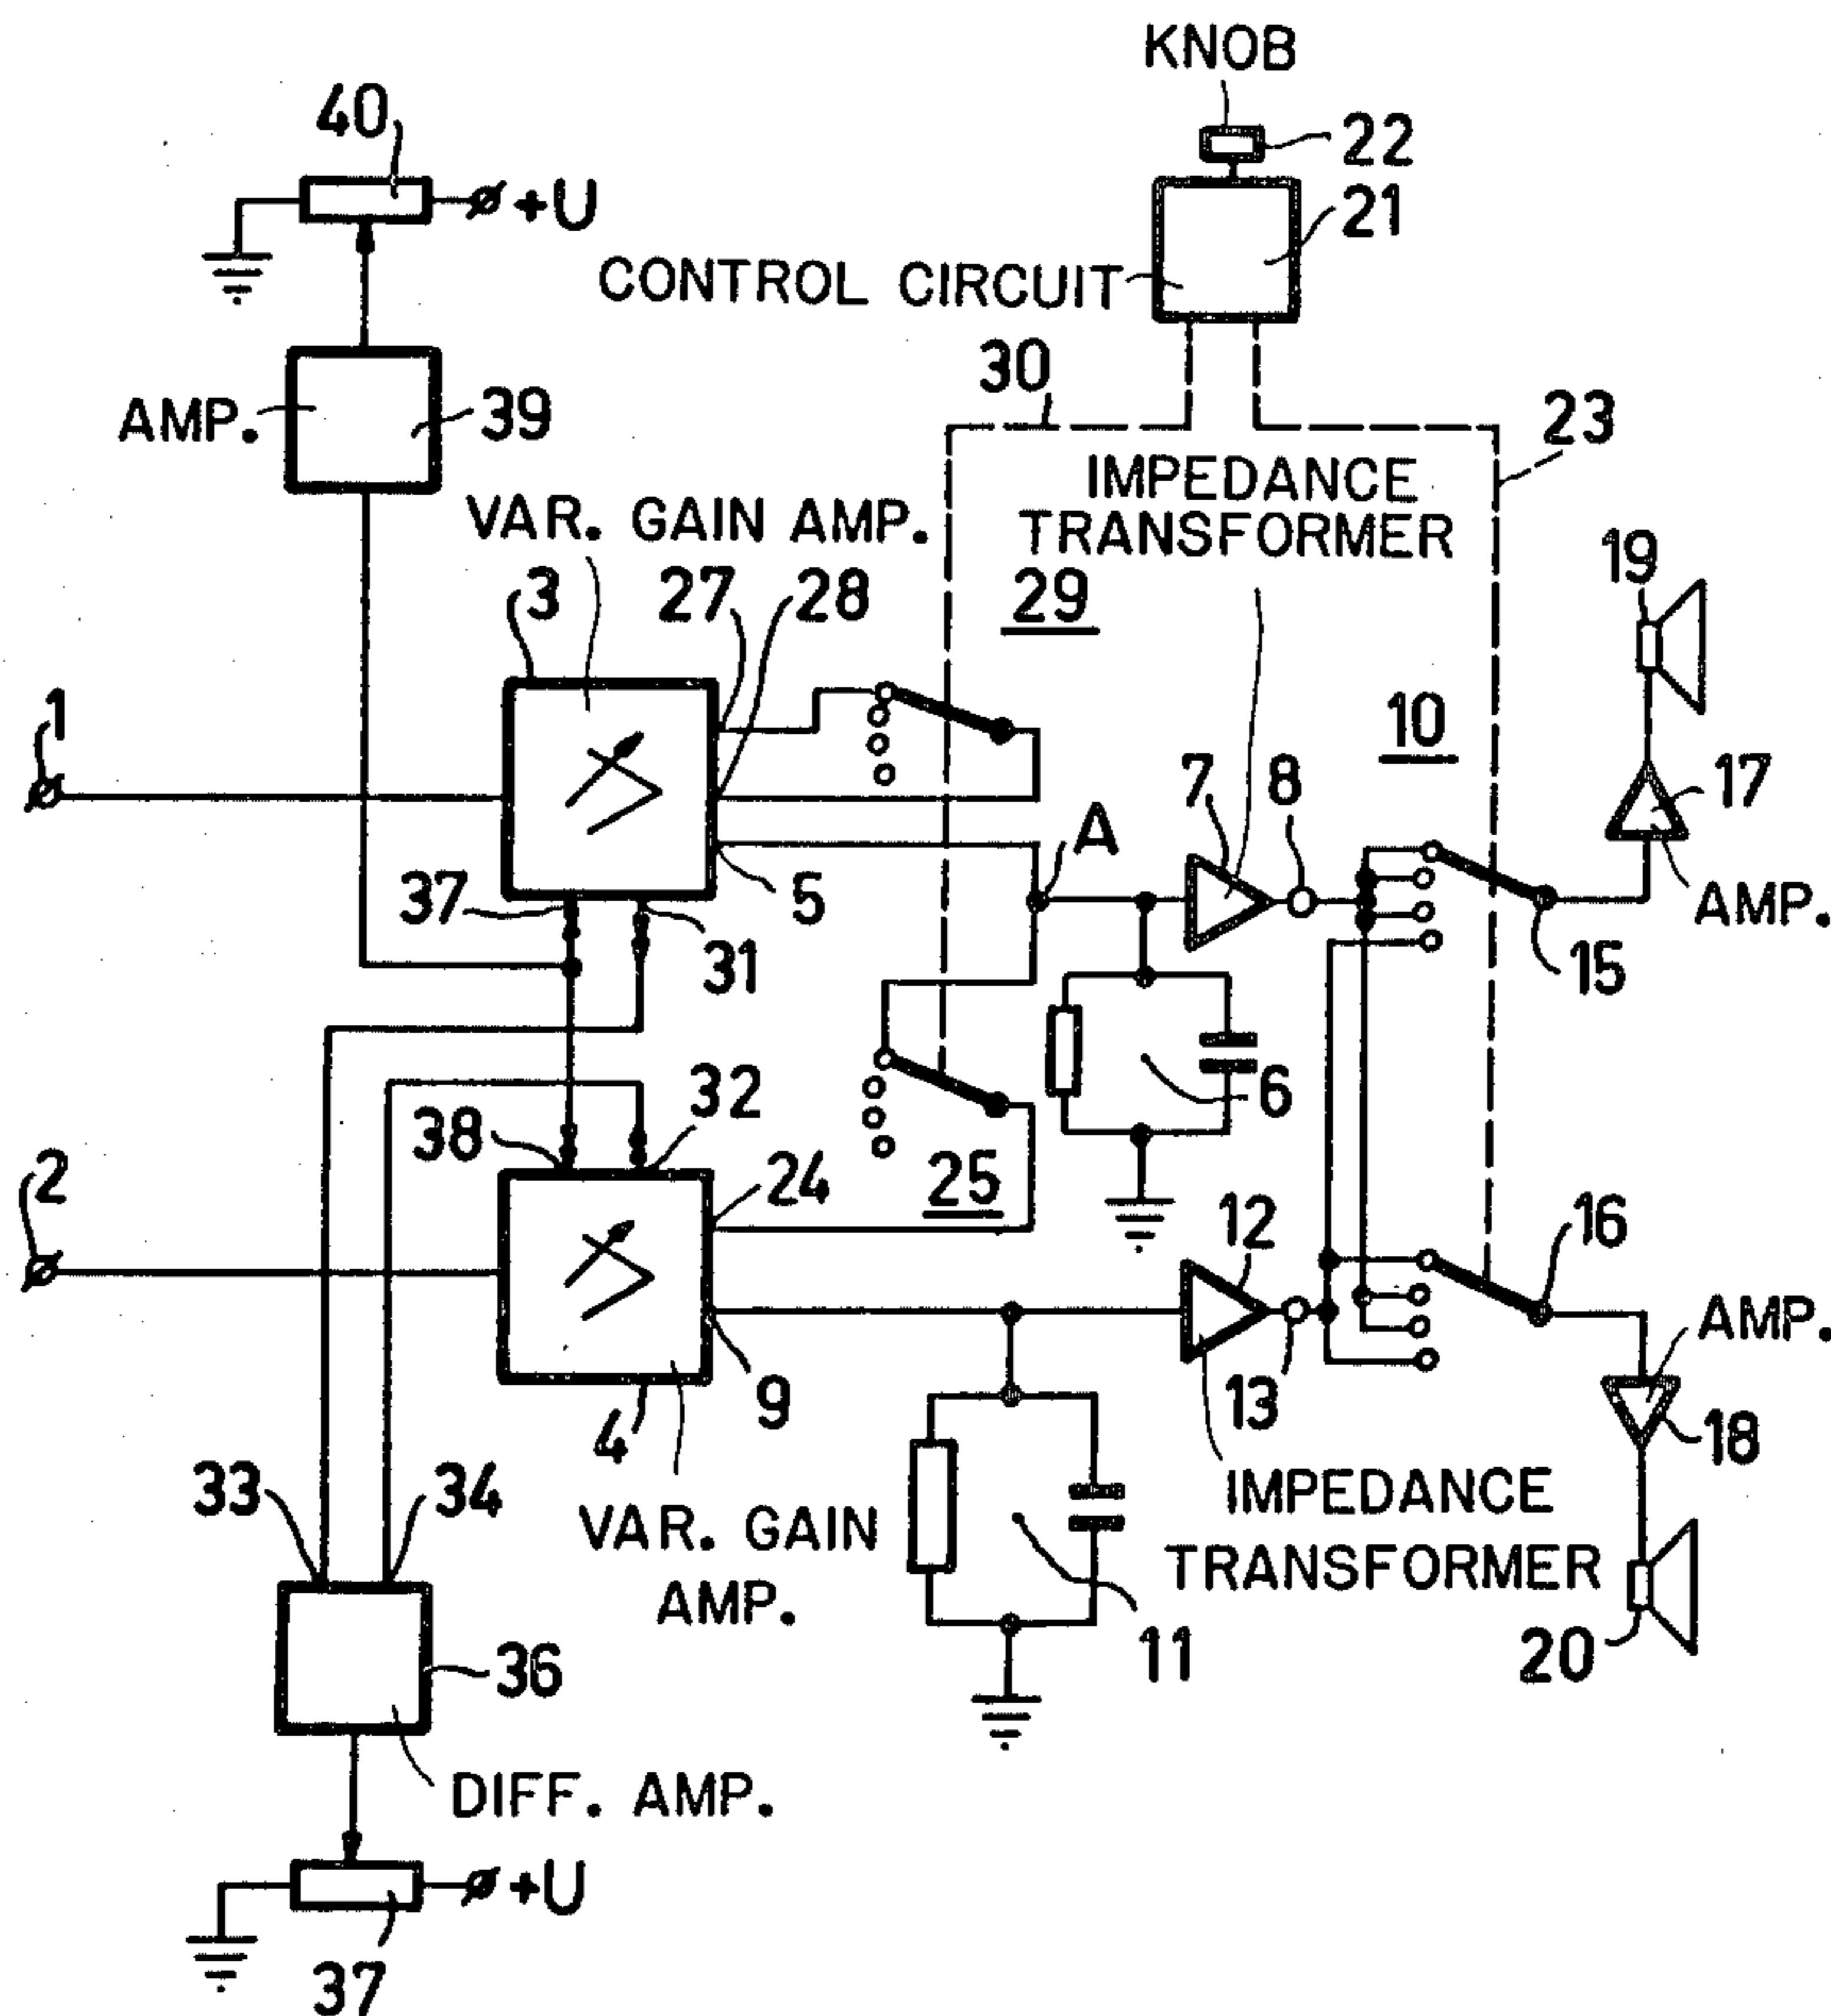 KNOB
40
22
+U
21
CONTROL CIRCUIT
30
AMP.
39
23
IMPEDANCE
TRANSFORMER
VAR. GAIN AMP.
3
27
28
29
19
1
10
7
8
17
A
37
5
AMP.
31
15
38
32
6
2
24
25
12
16
AMP.
4
9
13
18
33
34
VAR. GAIN
AMP.
IMPEDANCE
TRANSFORMER
36
11
20
DIFF. AMP.
+U
37